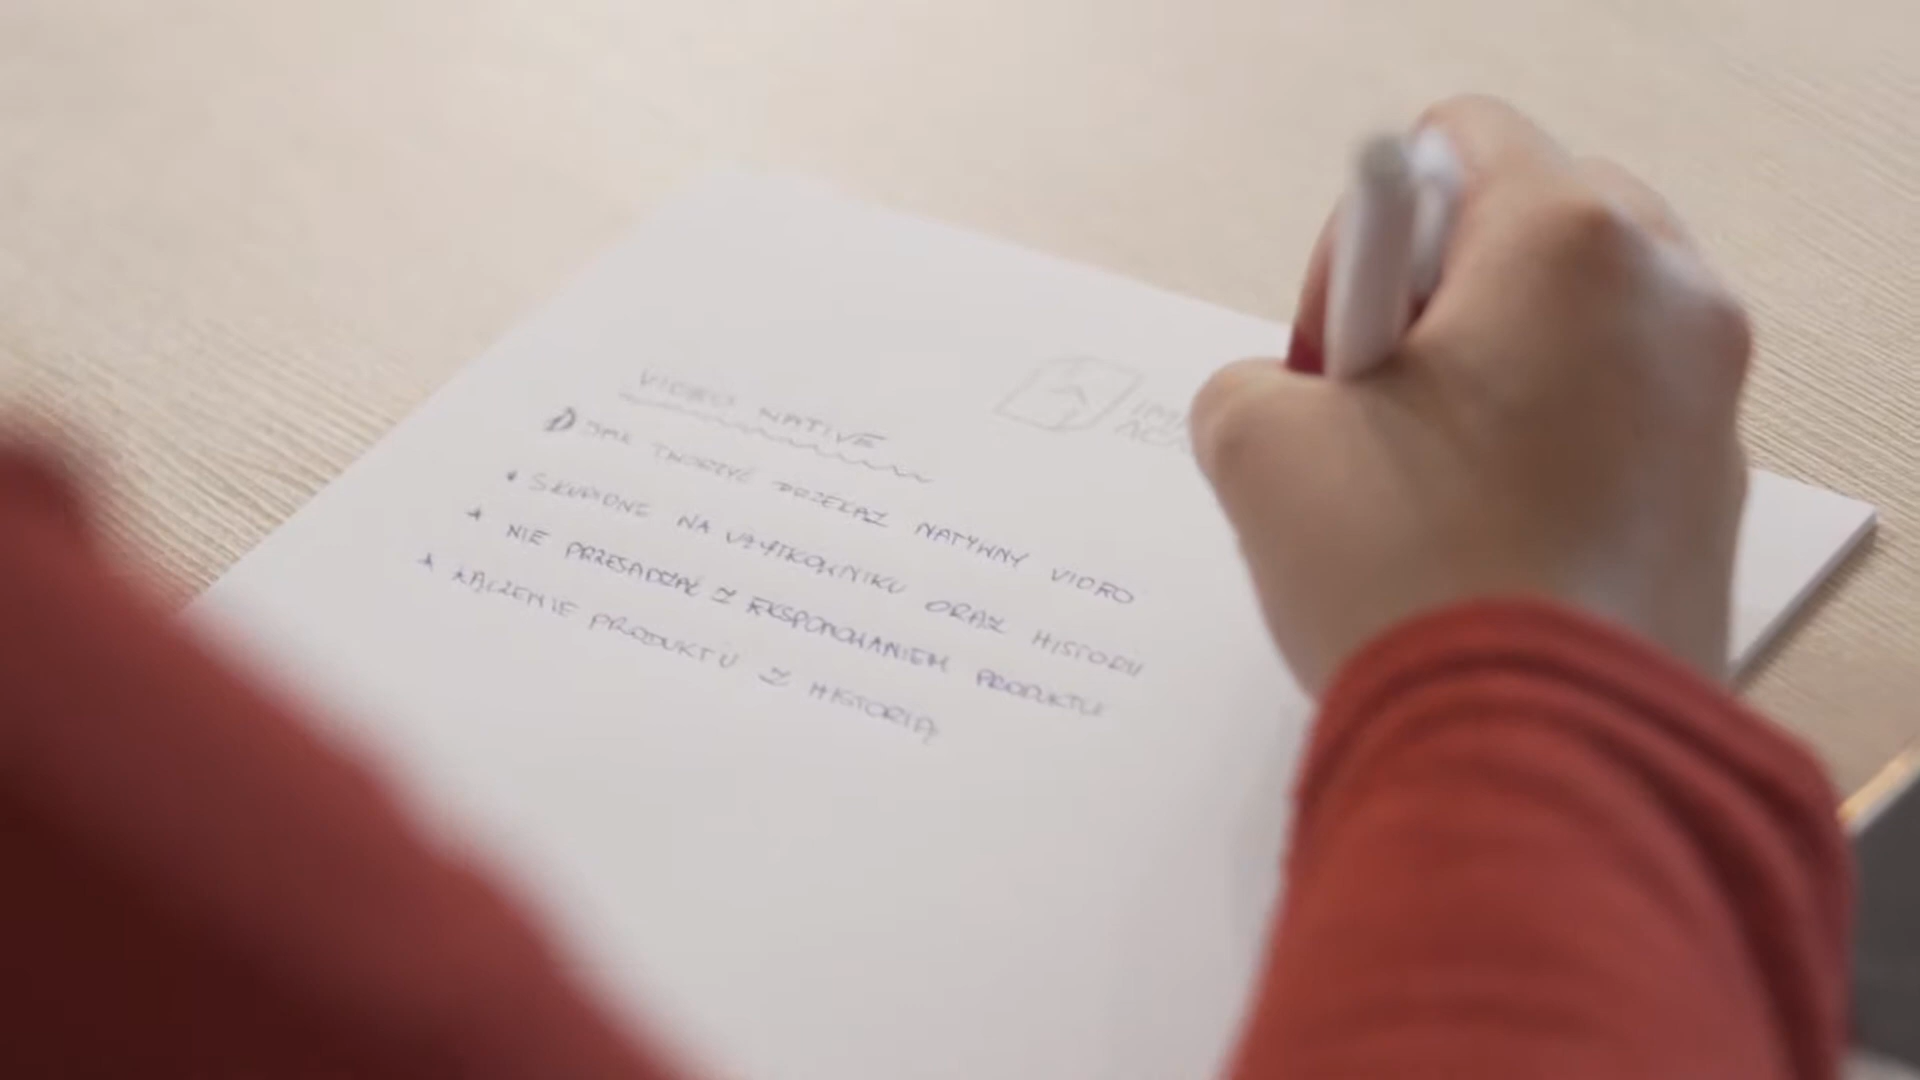 VIDEO NATIVE
1) JAK TWORZYĆ PRZEKAZ NATYWNY VIDEO
* SKUPIONE NA UŻYTKOWNIKU ORAZ HISTORII
* NIE PRZESADZAĆ Z EKSPONOWANIEM PRODUKTU
* ŁĄCZENIE PRODUKTU Z HISTORIĄ